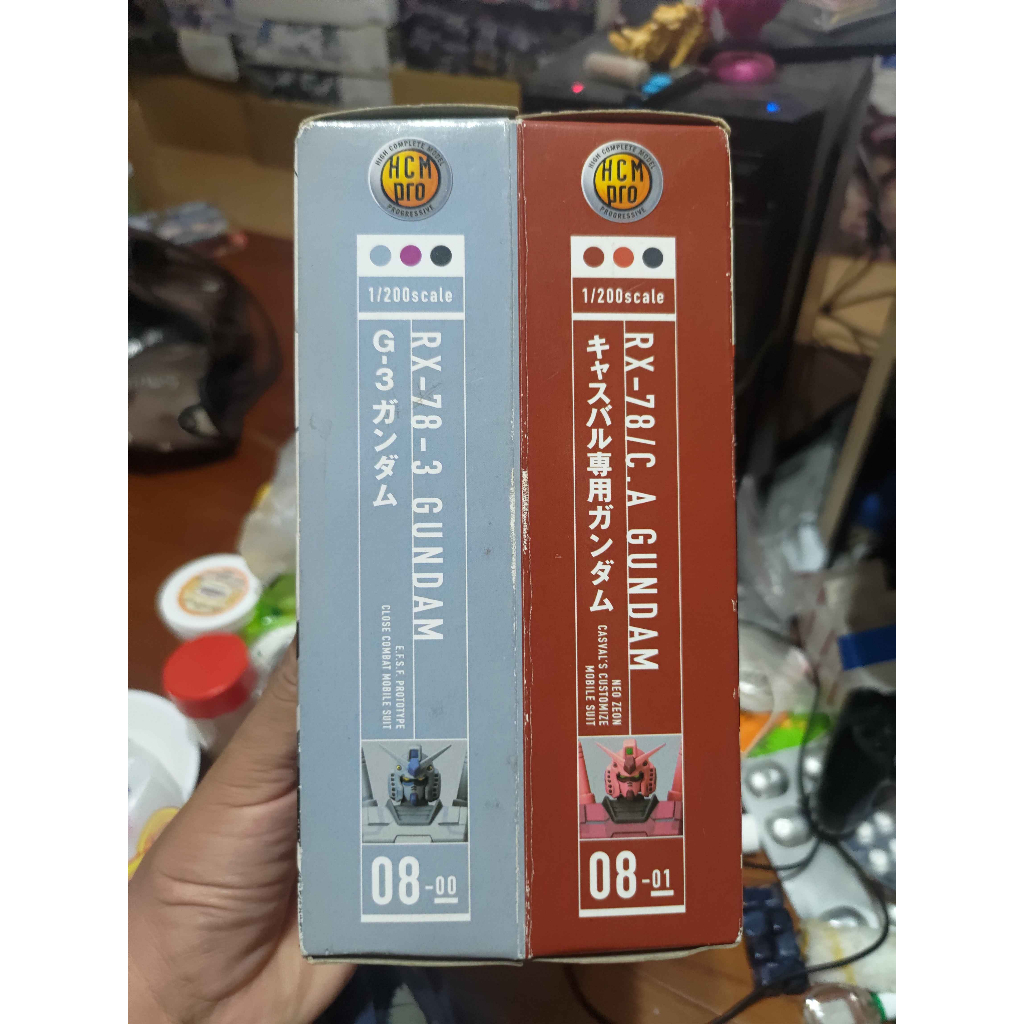 HIGH COMPLETE MODEL
HCM
pro
PROGRESSIVE
1/200scale
RX-78-3 GUNDAM
G-3ガンダム
E.F.S.F. PROTOTYPE
CLOSE COMBAT MOBILE SUIT
08-00
HIGH COMPLETE MODEL
HCM
pro
PROGRESSIVE
1/200scale
RX-78/C.A GUNDAM
キャスバル専用ガンダム
NEO ZEON
CASVAL'S CUSTOMIZE
MOBILE SUIT
08-01